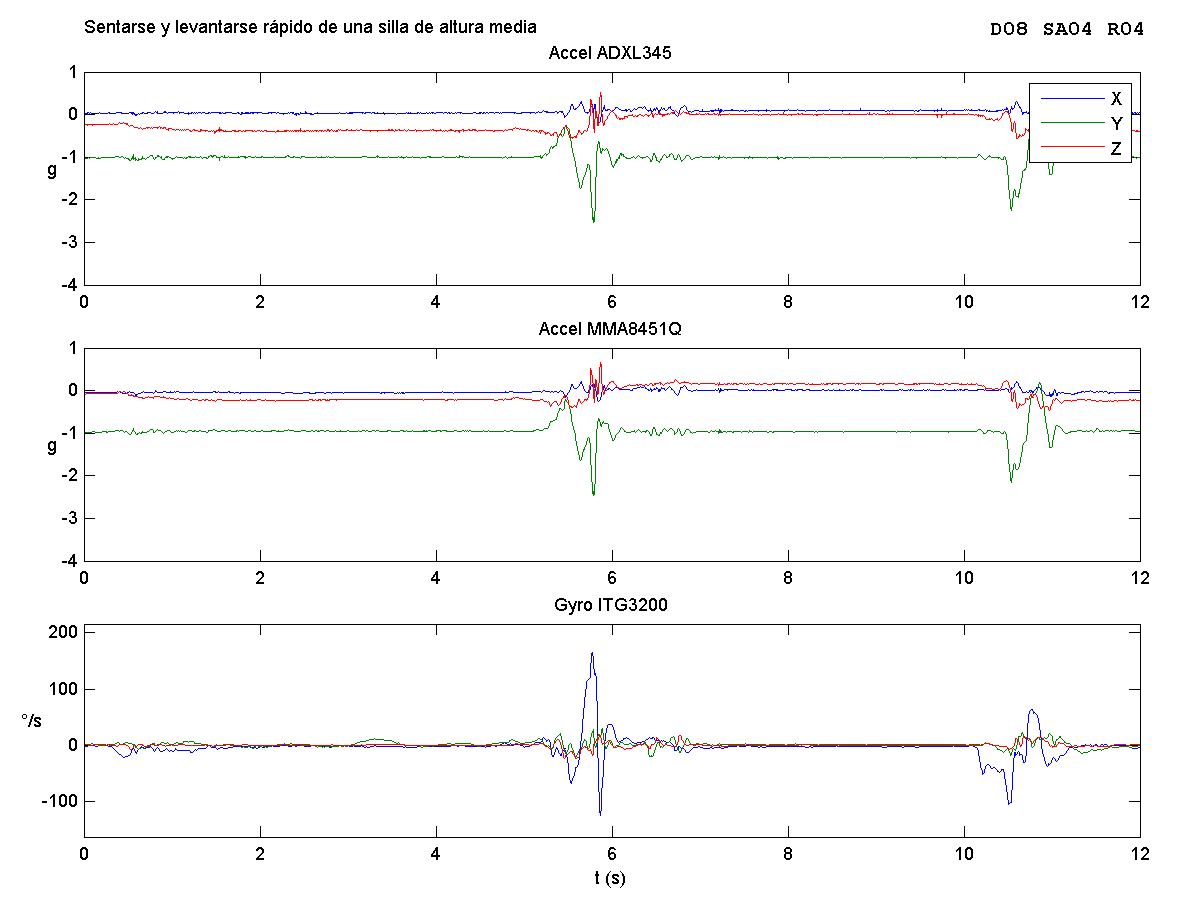 Sentarse y levantarse rápido de una silla de altura media
D08 SA04 R04
Accel ADXL345
1
0
-1
-2
-3
-4
g
X
Y
Z
0 2 4 6 8 10 12
Accel MMA8451Q
1
0
-1
-2
-3
-4
g
0 2 4 6 8 10 12
Gyro ITG3200
200
100
0
-100
°/s
0 2 4 6 8 10 12
t (s)